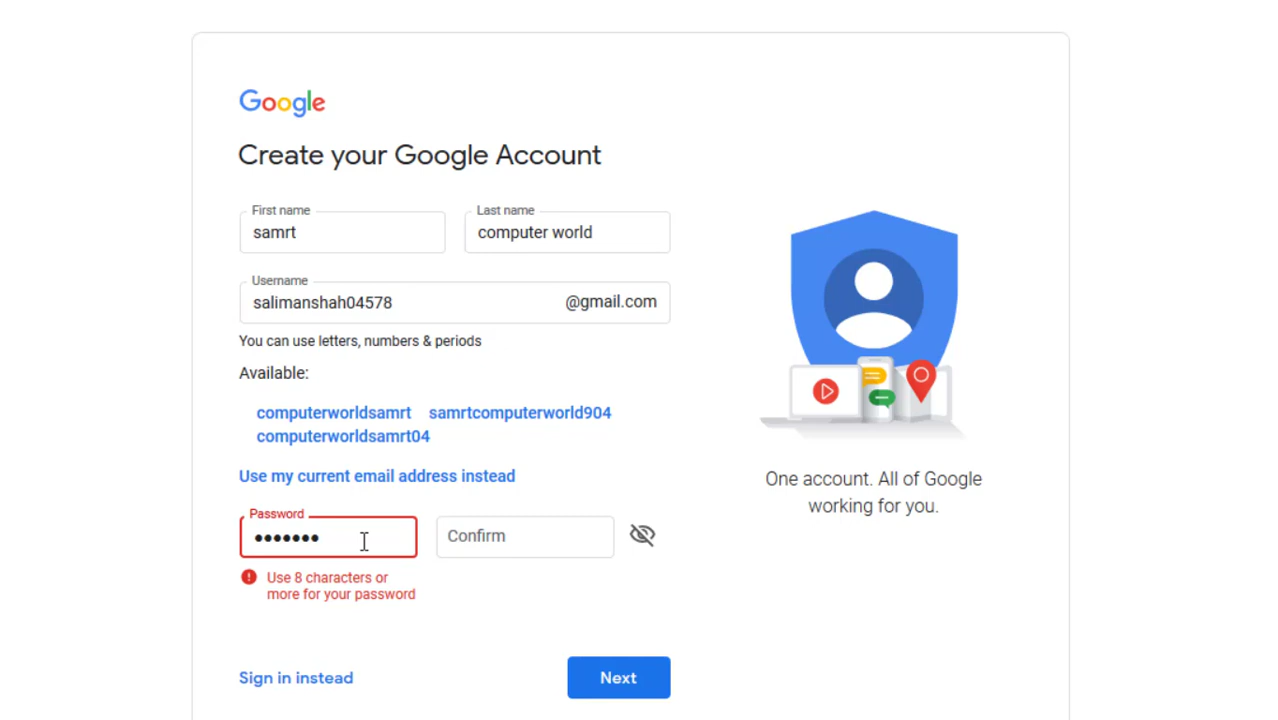 Google
Create your Google Account
First name
samrt
Last name
computer world
Username
salimanshah04578
@gmail.com
You can use letters, numbers & periods
Available:
computerworldsamrt samrtcomputerworld904
computerworldsamrt04
Use my current email address instead
Password
•••••••
Confirm
Use 8 characters or
more for your password
Sign in instead
Next
One account. All of Google
working for you.